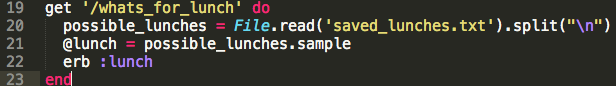 19 get '/whats_for_lunch' do
20 possible_lunches = File.read('saved_lunches.txt').split("\n")
21 @lunch = possible_lunches.sample
22 erb :lunch
23 end